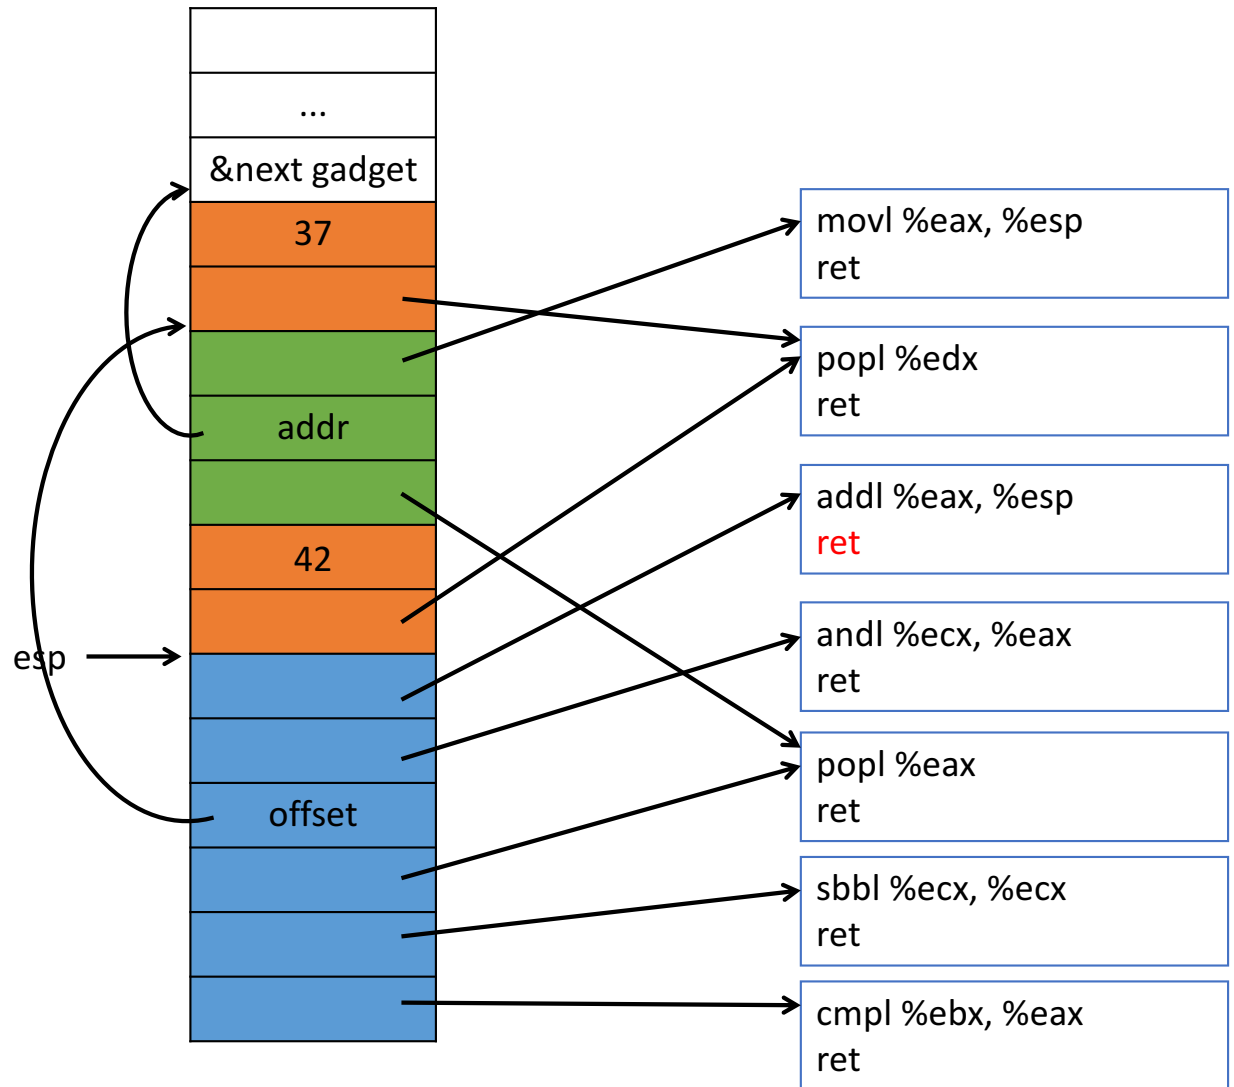 ...
&next gadget
37
addr
42
esp
offset
movl %eax, %esp
ret
popl %edx
ret
addl %eax, %esp
ret
andl %ecx, %eax
ret
popl %eax
ret
sbbl %ecx, %ecx
ret
cmpl %ebx, %eax
ret